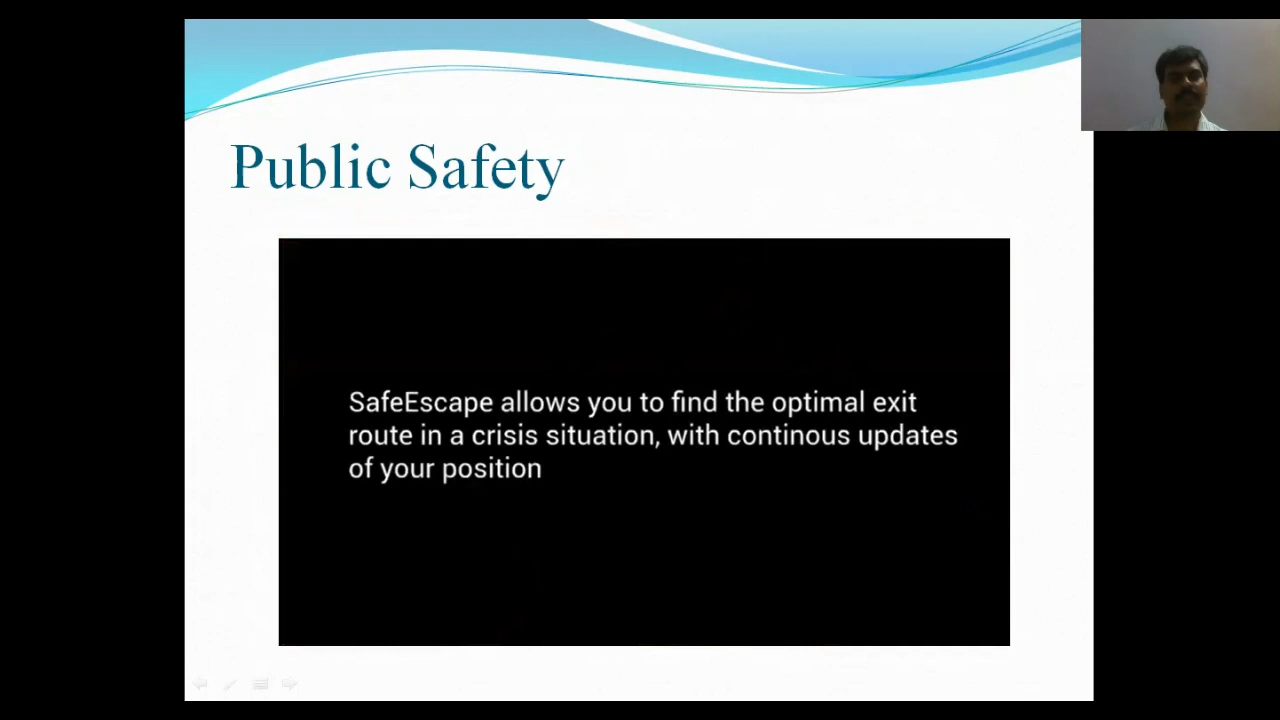 Public Safety
SafeEscape allows you to find the optimal exit
route in a crisis situation, with continous updates
of your position